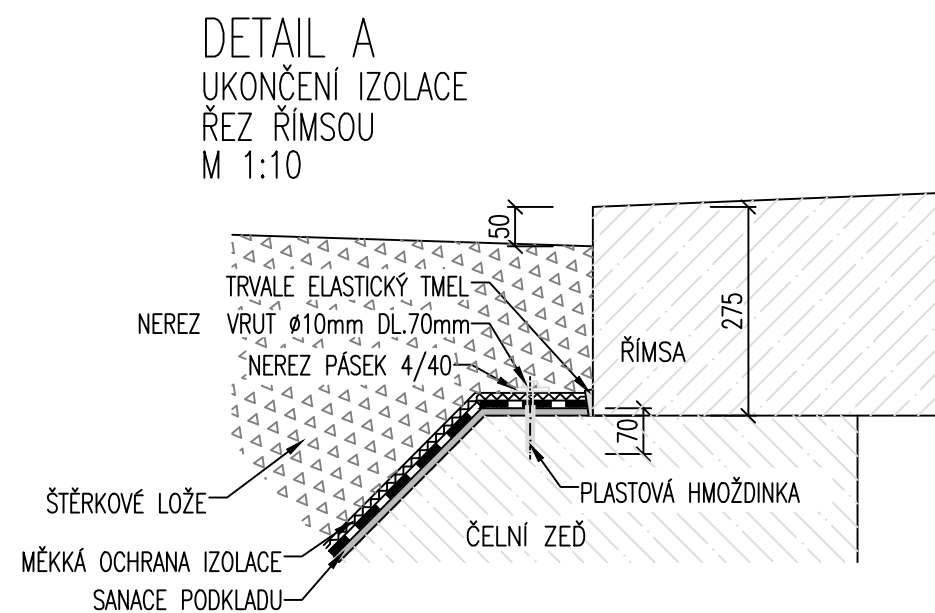 DETAIL A
UKONČENÍ IZOLACE
ŘEZ ŘÍMSOU
M 1:10
50
TRVALE ELASTICKÝ TMEL
275
NEREZ VRUT ø10mm DL.70mm
ŘÍMSA
NEREZ PÁSEK 4/40
70
ŠTĚRKOVÉ LOŽE
PLASTOVÁ HMOŽDINKA
ČELNÍ ZEĎ
MĚKKÁ OCHRANA IZOLACE
SANACE PODKLADU